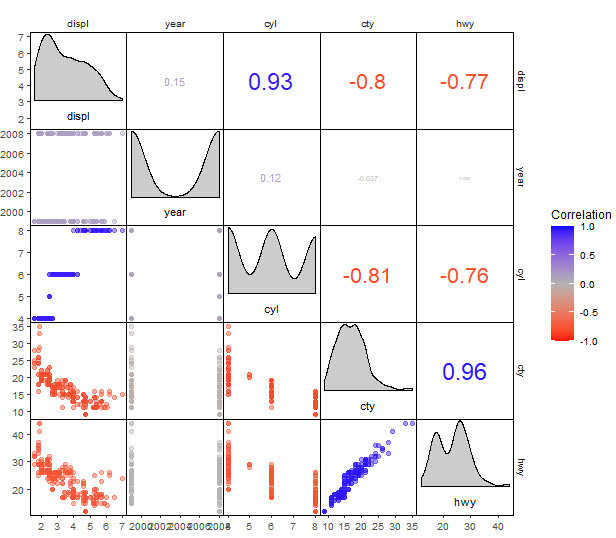 displ year cyl cty hwy
7
6 0.15 0.93 -0.8 -0.77 displ
5
4
3
2 displ
2008
2006
2004 0.12 -0.037 year
2002
2000 year
8
7 -0.81 -0.76 cyl
6
5 cyl
4
35
30
25 0.96 cty
20
15 cty
10
40
30 hwy
20 hwy
2 3 4 5 6 7 2000 2002 2004 2006 2008 4 5 6 7 8 10 15 20 25 30 35 20 30 40
Correlation
1.0
0.5
0.0
-0.5
-1.0